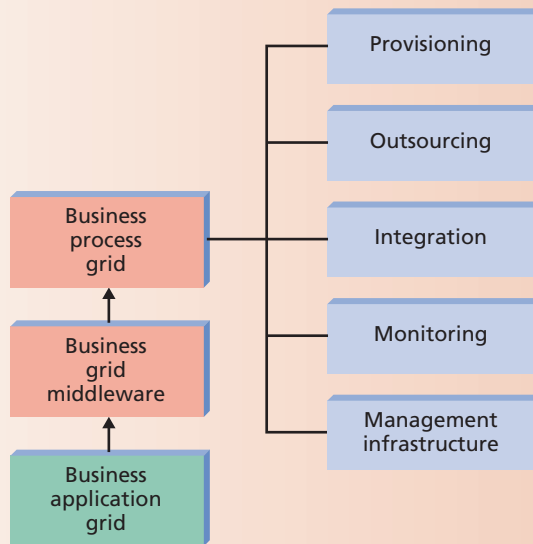 Provisioning
Outsourcing
Business
process
grid
Integration
Business
grid
middleware
Monitoring
Management
infrastructure
Business
application
grid